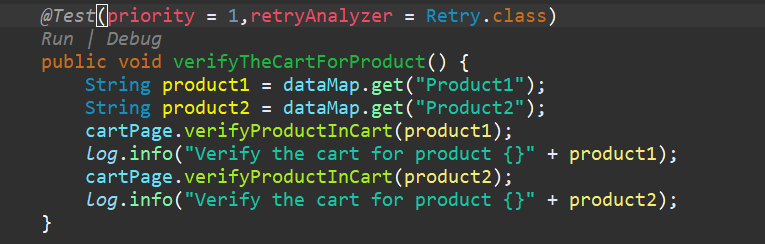 @Test(priority = 1,retryAnalyzer = Retry.class)
Run | Debug
public void verifyTheCartForProduct() {
String product1 = dataMap.get("Product1");
String product2 = dataMap.get("Product2");
cartPage.verifyProductInCart(product1);
log.info("Verify the cart for product {}" + product1);
cartPage.verifyProductInCart(product2);
log.info("Verify the cart for product {}" + product2);
}